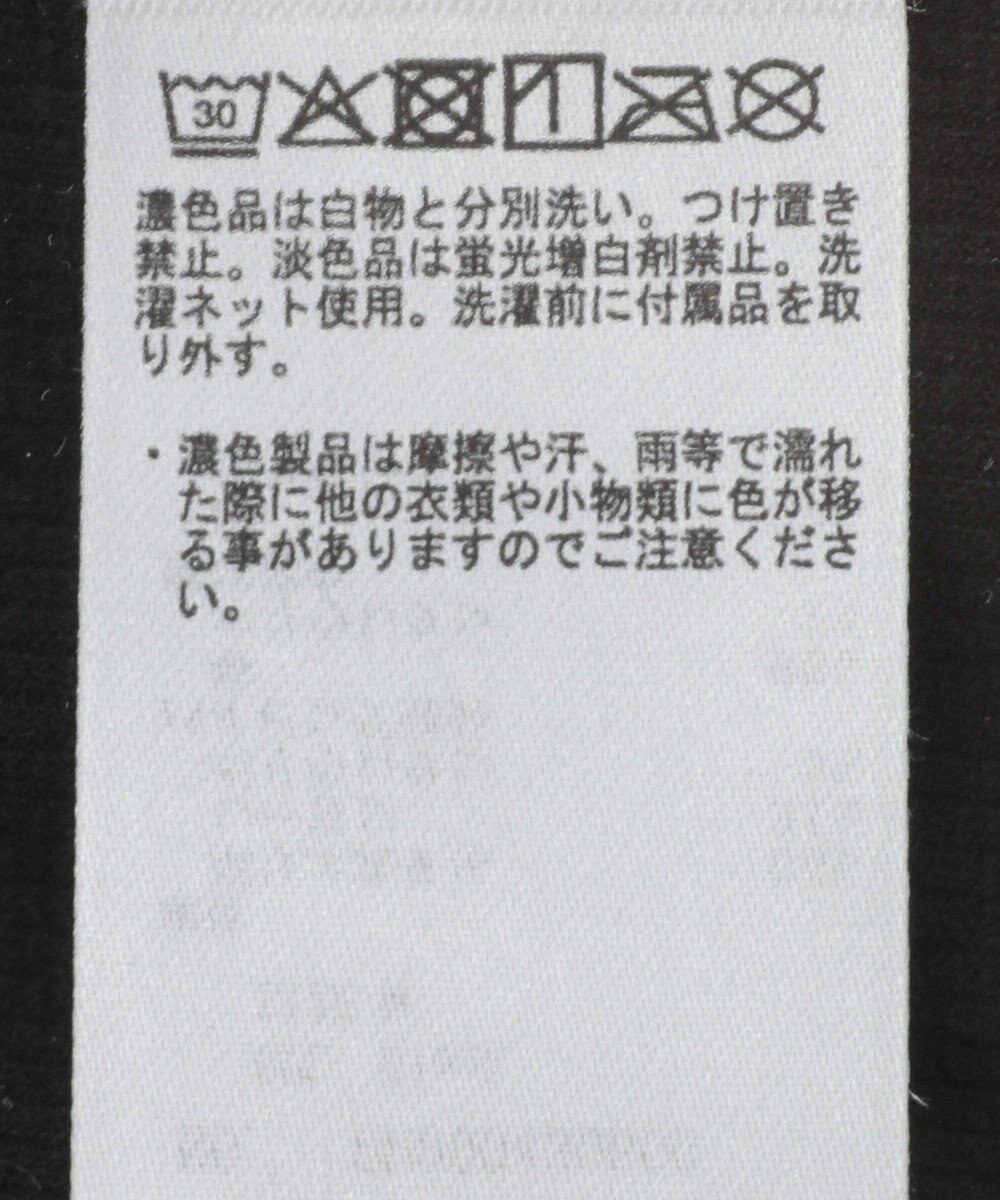 30
濃色品は白物と分別洗い。つけ置き
禁止。淡色品は蛍光増白剤禁止。洗
濯ネット使用。洗濯前に付属品を取
り外す。
・濃色製品は摩擦や汗、雨等で濡れ
た際に他の衣類や小物類に色が移
る事がありますのでご注意くださ
い。